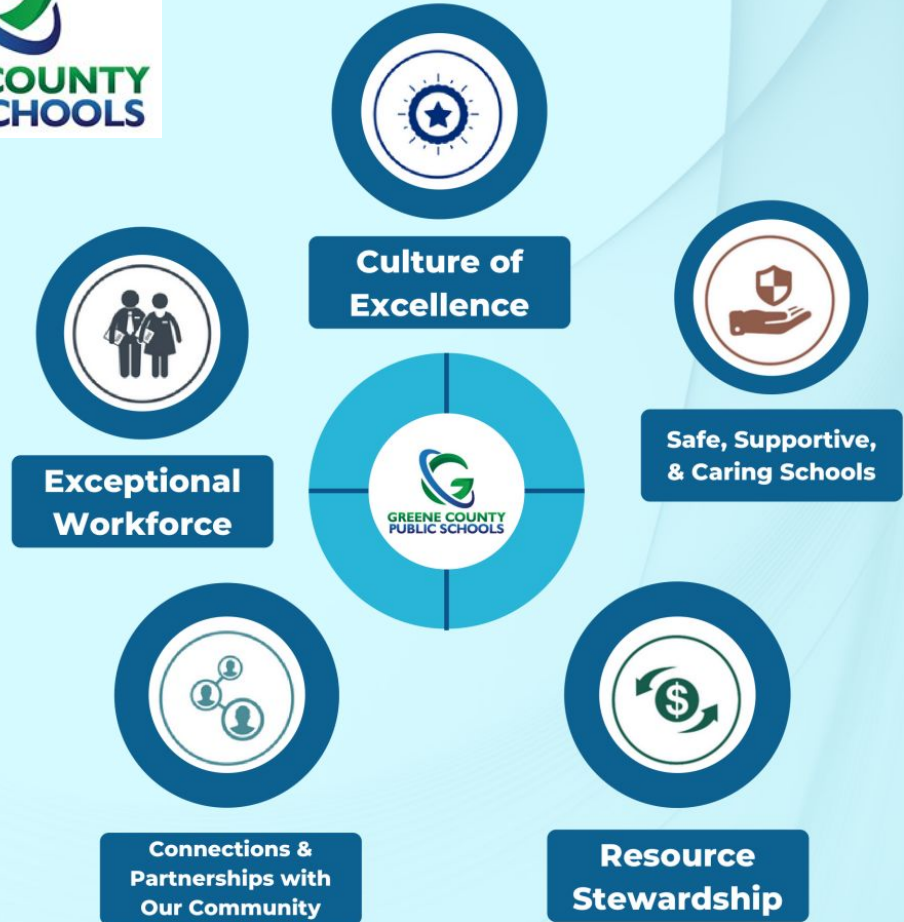 COUNTY
CHOOLS
Culture of
Excellence
Safe, Supportive,
& Caring Schools
Exceptional
Workforce
GREENE COUNTY
PUBLIC SCHOOLS
Connections &
Partnerships with
Our Community
Resource
Stewardship